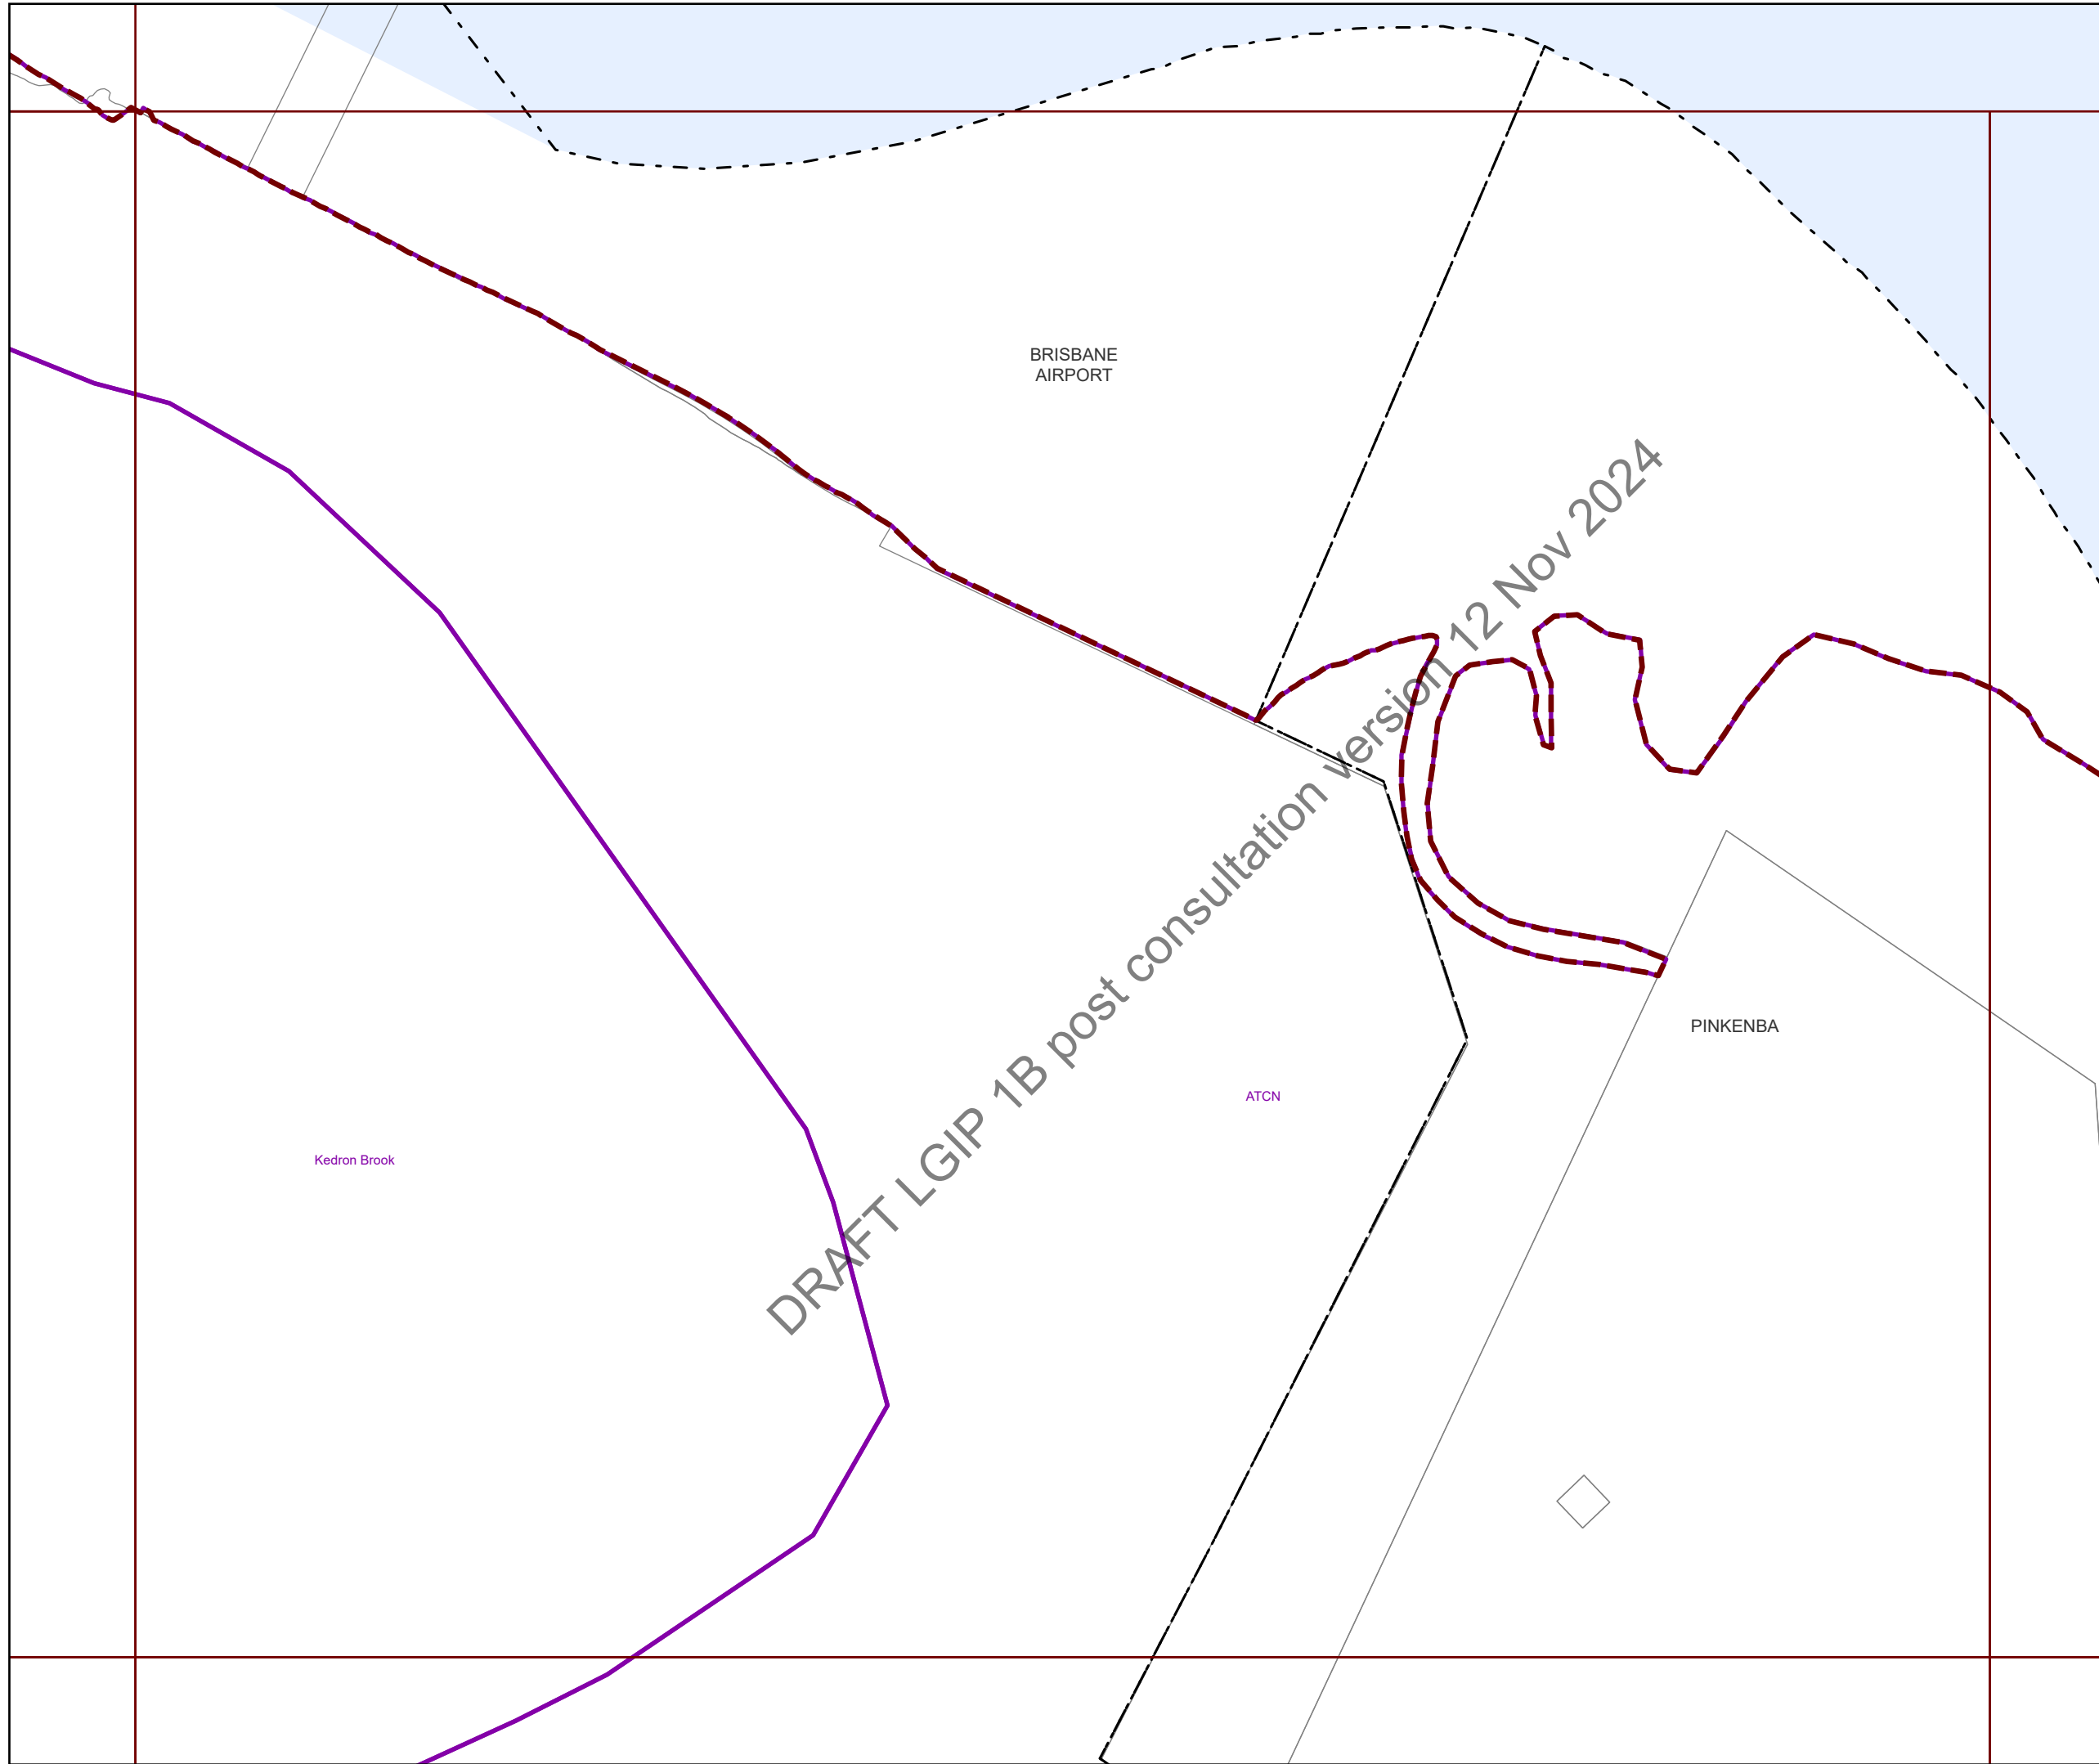 BRISBANE
AIRPORT
DRAFT LGIP 1B post consultation version 12 Nov 2024
PINKENBA
ATCN
Kedron Brook